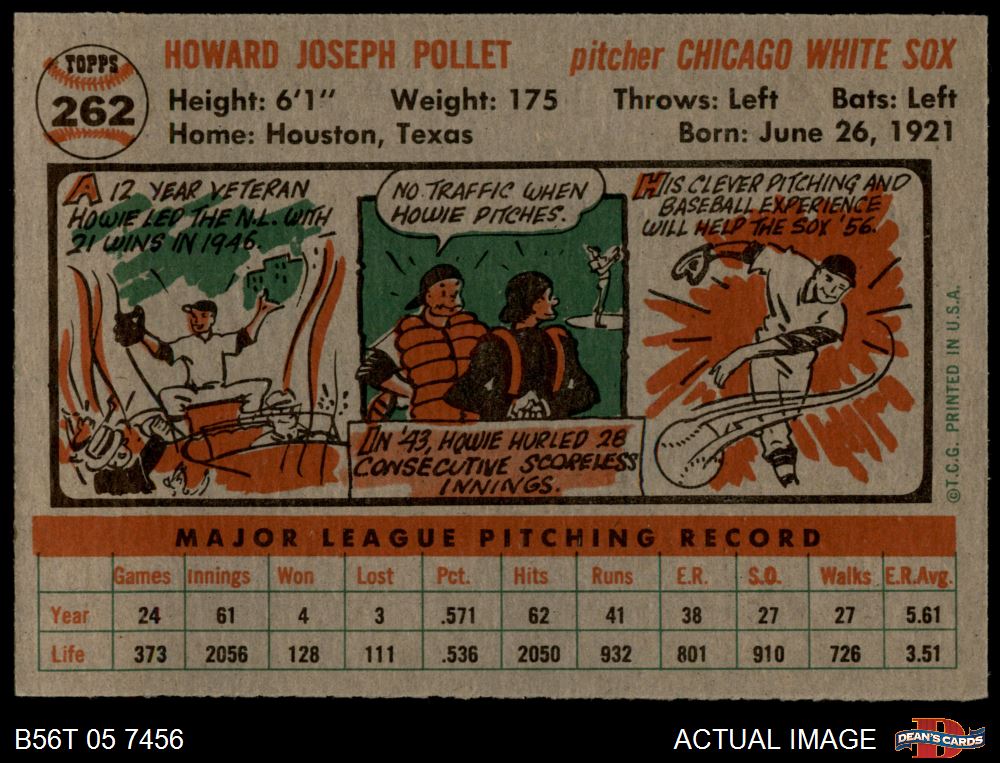 TOPPS
262
HOWARD JOSEPH POLLET pitcher CHICAGO WHITE SOX
Height: 6'1" Weight: 175 Throws: Left Bats: Left
Home: Houston, Texas Born: June 26, 1921
A 12 YEAR VETERAN
HOWIE LED THE N.L. WITH
21 WINS IN 1946.
NO TRAFFIC WHEN
HOWIE PITCHES.
IN '43, HOWIE HURLED 28
CONSECUTIVE SCORELESS
INNINGS.
HIS CLEVER PITCHING AND
BASEBALL EXPERIENCE
WILL HELP THE SOX '56.
©T.C.G. PRINTED IN U.S.A.
MAJOR LEAGUE PITCHING RECORD
Games Innings Won Lost Pct. Hits Runs E.R. S.O. Walks E.R.Avg.
Year 24 61 4 3 .571 62 41 38 27 27 5.61
Life 373 2056 128 111 .536 2050 932 801 910 726 3.51
B56T 05 7456 ACTUAL IMAGE DEAN'S CARDS